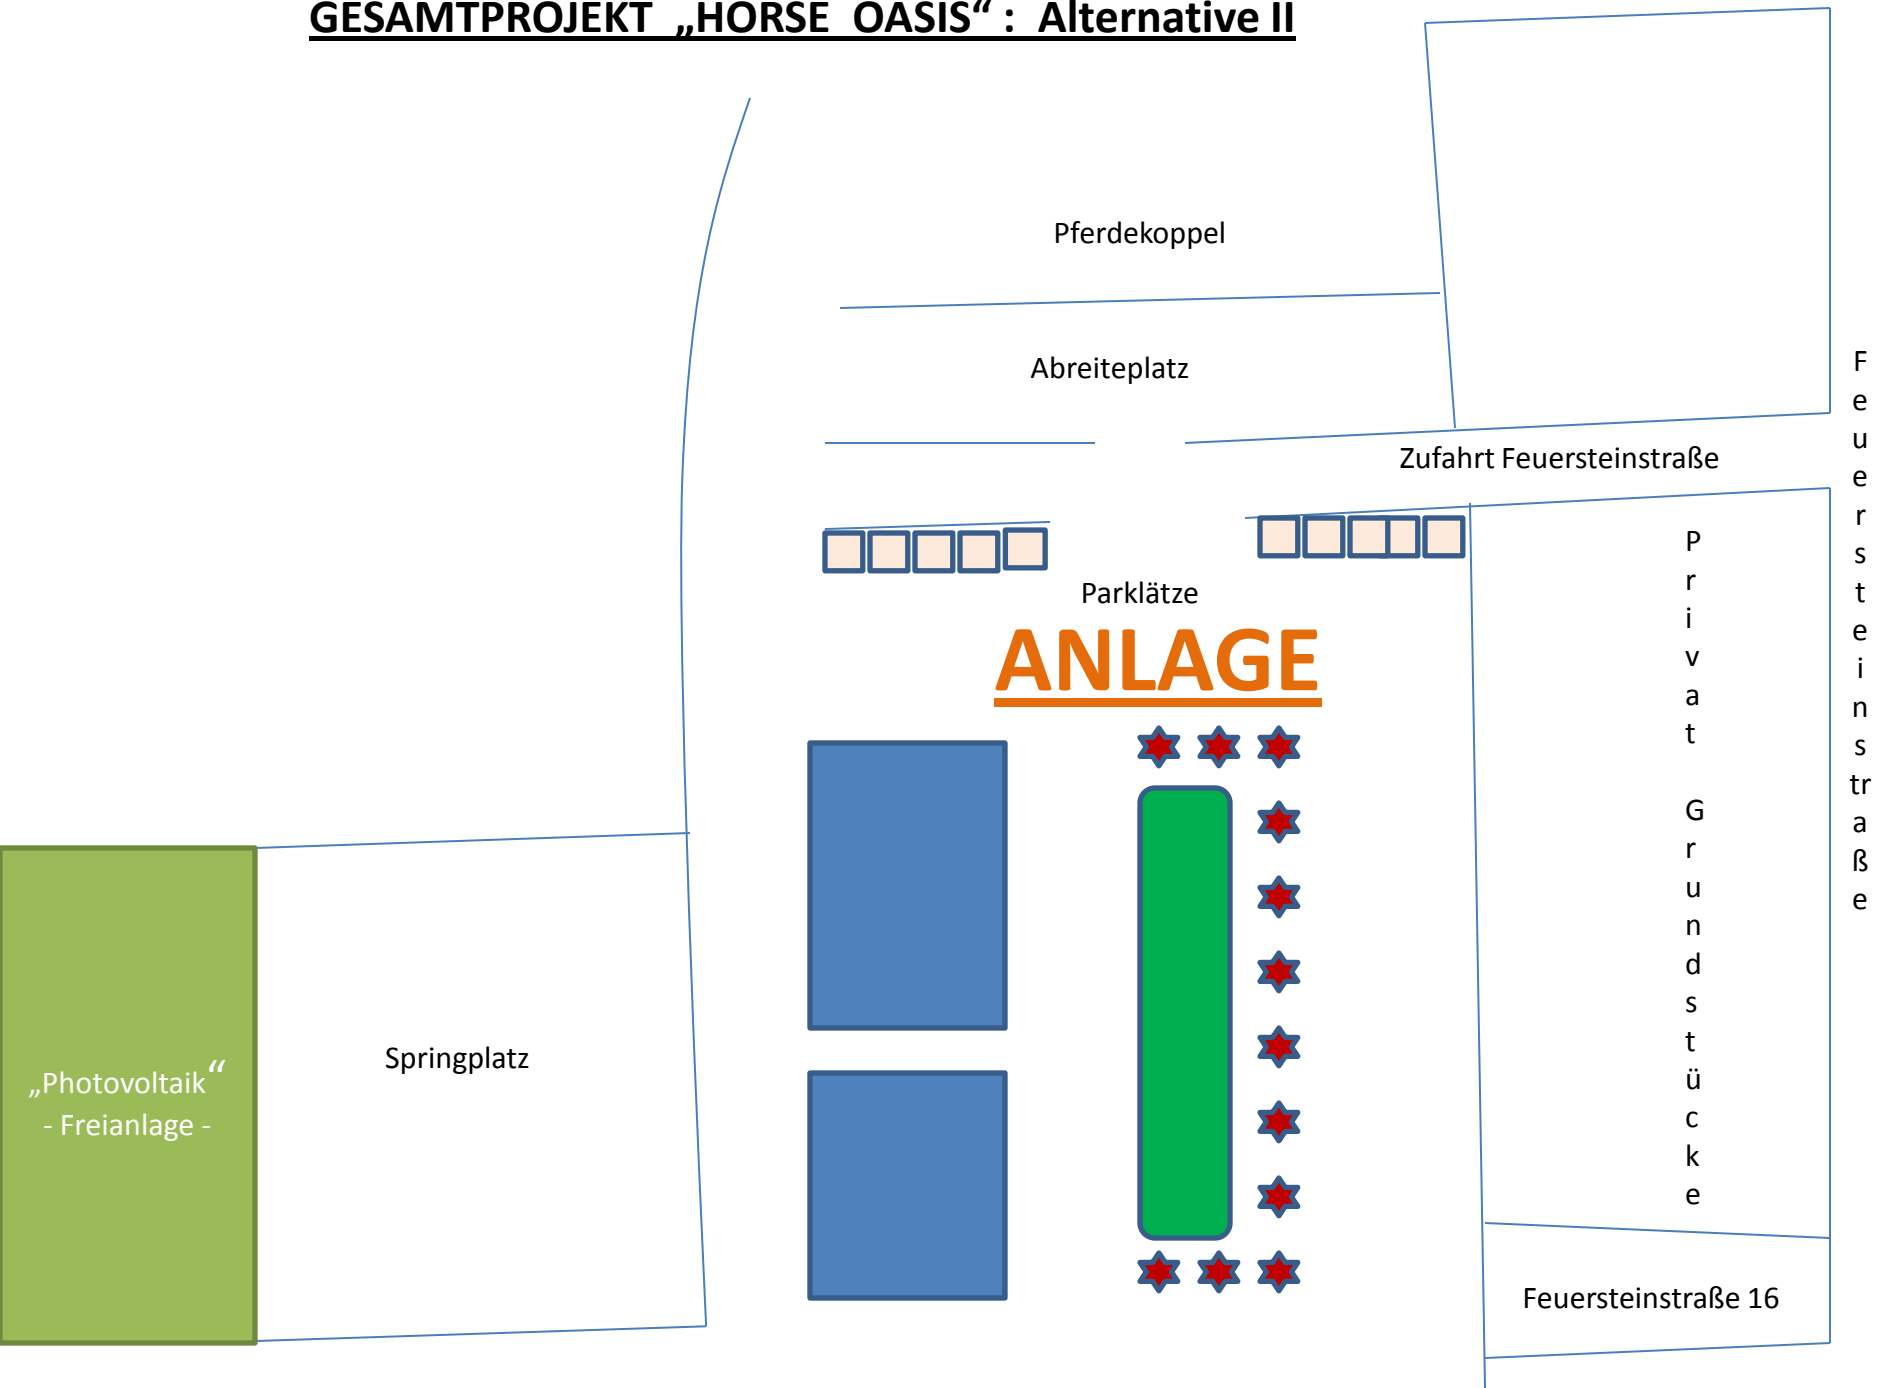 GESAMTPROJEKT „HORSE OASIS“ : Alternative II
Pferdekoppel
Abreiteplatz
Zufahrt Feuersteinstraße
Parklätze
ANLAGE
Springplatz
„Photovoltaik“
- Freianlage -
Privat Grundstücke
Feuersteinstraße
Feuersteinstraße 16